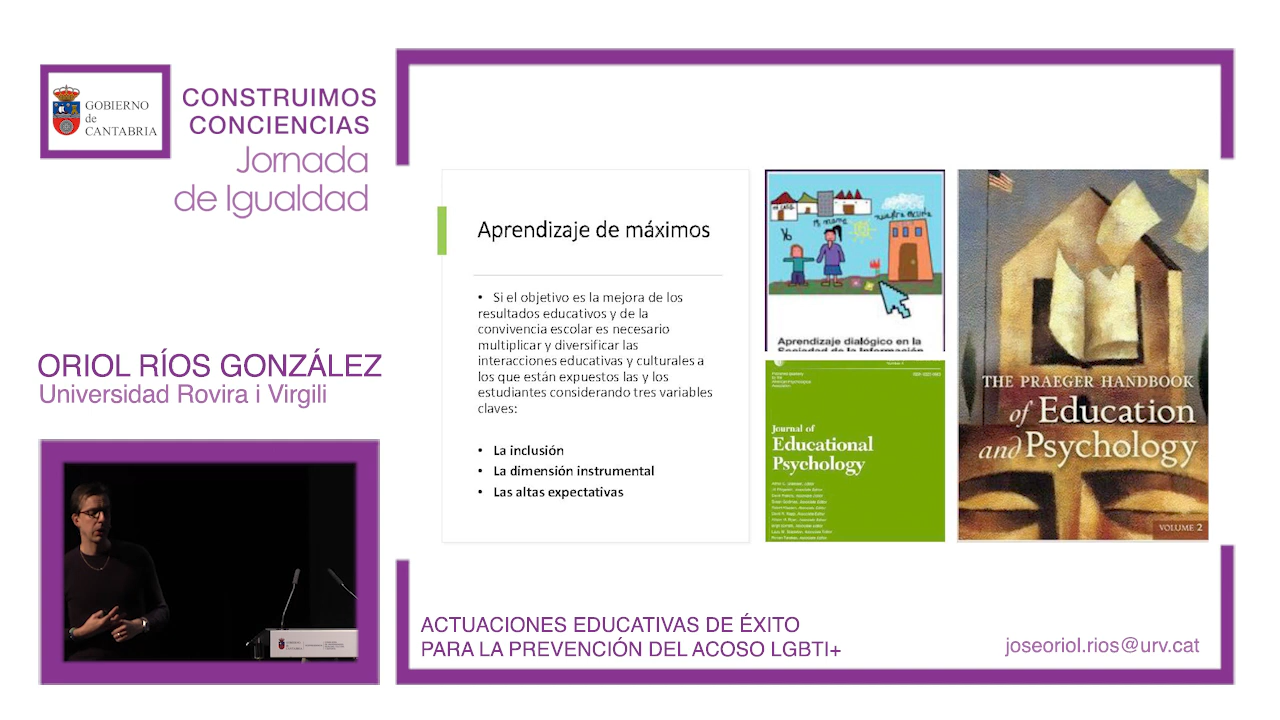 GOBIERNO
de
CANTABRIA
CONSTRUIMOS
CONCIENCIAS
Jornada
de Igualdad
ORIOL RÍOS GONZÁLEZ
Universidad Rovira i Virgili
Aprendizaje de máximos
• Si el objetivo es la mejora de los
resultados educativos y de la
convivencia escolar es necesario
multiplicar y diversificar las
interacciones educativas y culturales a
los que están expuestos las y los
estudiantes considerando tres variables
claves:
• La inclusión
• La dimensión instrumental
• Las altas expectativas
Aprendizaje dialógico en la
Sociedad de la Información
Journal of
Educational
Psychology
THE PRAEGER HANDBOOK
of Education
and Psychology
VOLUME 2
ACTUACIONES EDUCATIVAS DE ÉXITO
PARA LA PREVENCIÓN DEL ACOSO LGBTI+
joseoriol.rios@urv.cat